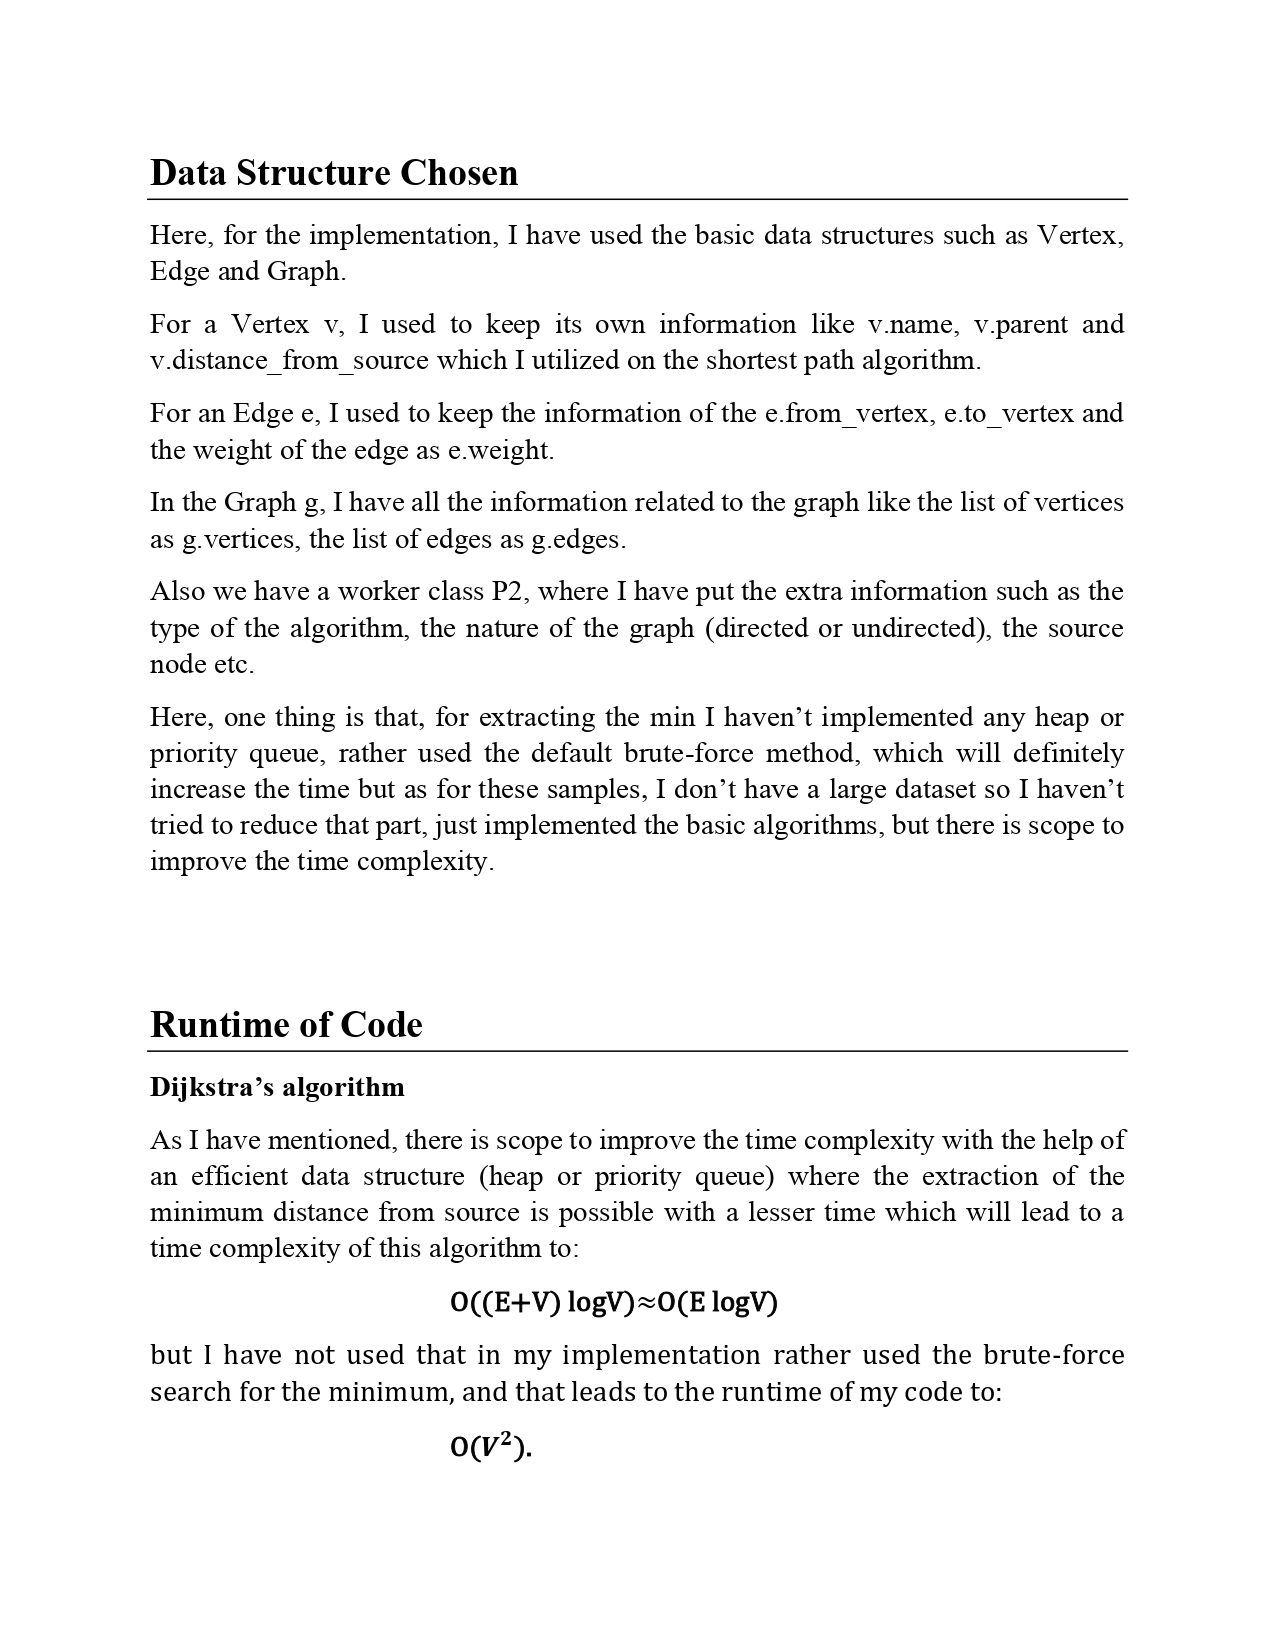 Data Structure Chosen
Here, for the implementation, I have used the basic data structures such as Vertex,
Edge and Graph.
For a Vertex v, I used to keep its own information like v.name, v.parent and
v.distance_from_source which I utilized on the shortest path algorithm.
For an Edge e, I used to keep the information of the e.from_vertex, e.to_vertex and
the weight of the edge as e.weight.
In the Graph g, I have all the information related to the graph like the list of vertices
as g.vertices, the list of edges as g.edges.
Also we have a worker class P2, where I have put the extra information such as the
type of the algorithm, the nature of the graph (directed or undirected), the source
node etc.
Here, one thing is that, for extracting the min I haven’t implemented any heap or
priority queue, rather used the default brute-force method, which will definitely
increase the time but as for these samples, I don’t have a large dataset so I haven’t
tried to reduce that part, just implemented the basic algorithms, but there is scope to
improve the time complexity.
Runtime of Code
Dijkstra’s algorithm
As I have mentioned, there is scope to improve the time complexity with the help of
an efficient data structure (heap or priority queue) where the extraction of the
minimum distance from source is possible with a lesser time which will lead to a
time complexity of this algorithm to:
O((E+V) logV)≈O(E logV)
but I have not used that in my implementation rather used the brute-force
search for the minimum, and that leads to the runtime of my code to:
O(V²).